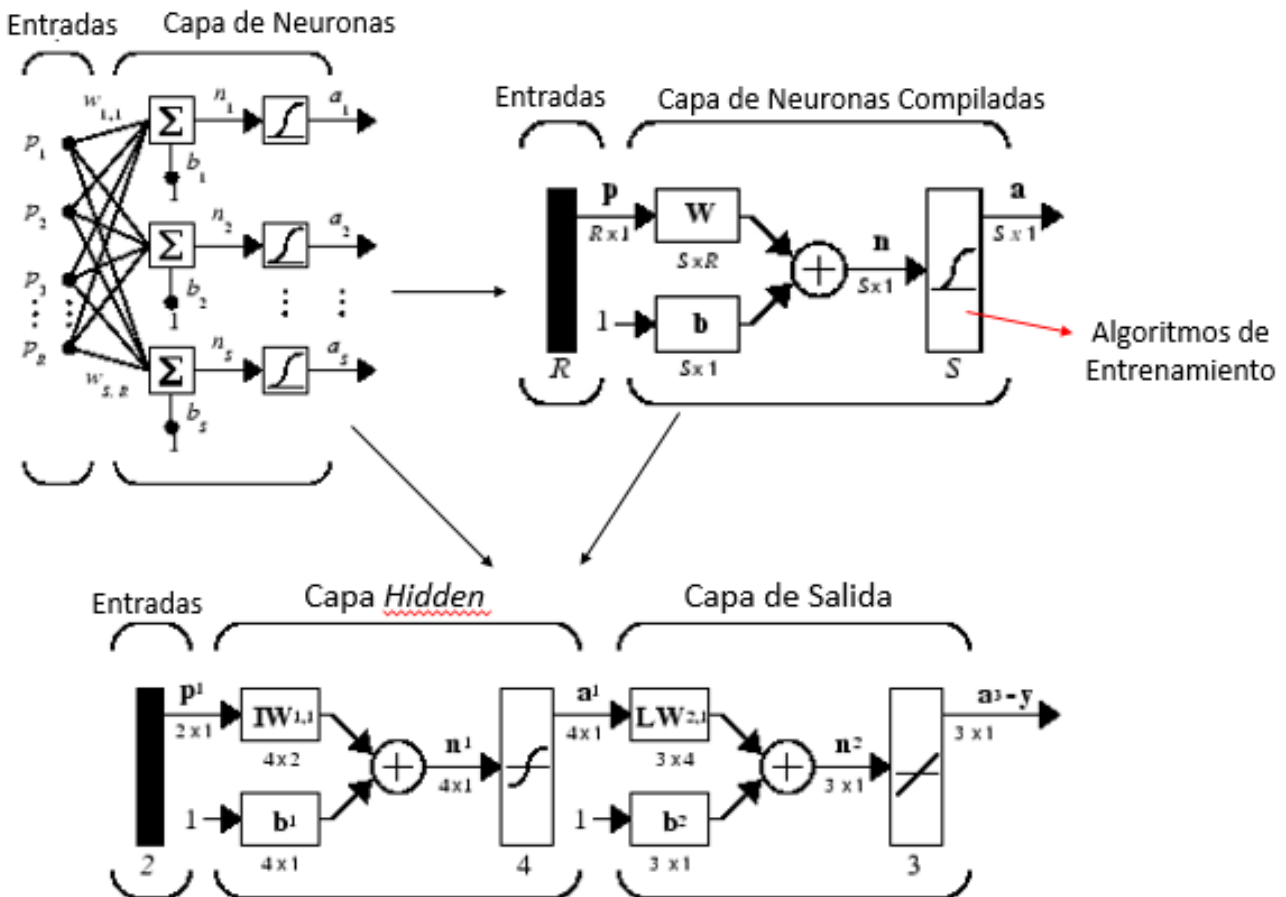 Entradas
Capa de Neuronas
w1,1
n1
a1
p1
Σ
b1
1
p2
n2
a2
Σ
p3
b2
1
pR
nS
aS
Σ
wS,R
bS
1
Entradas
Capa de Neuronas Compiladas
p
R x 1
W
S x R
n
S x 1
a
S x 1
1
b
S x 1
R
S
Algoritmos de
Entrenamiento
Entradas
Capa Hidden
Capa de Salida
p1
2 x 1
IW1,1
4 x 2
n1
4 x 1
a1
4 x 1
LW2,1
3 x 4
n2
3 x 1
a3 - y
3 x 1
1
b1
4 x 1
1
b2
3 x 1
2
4
3